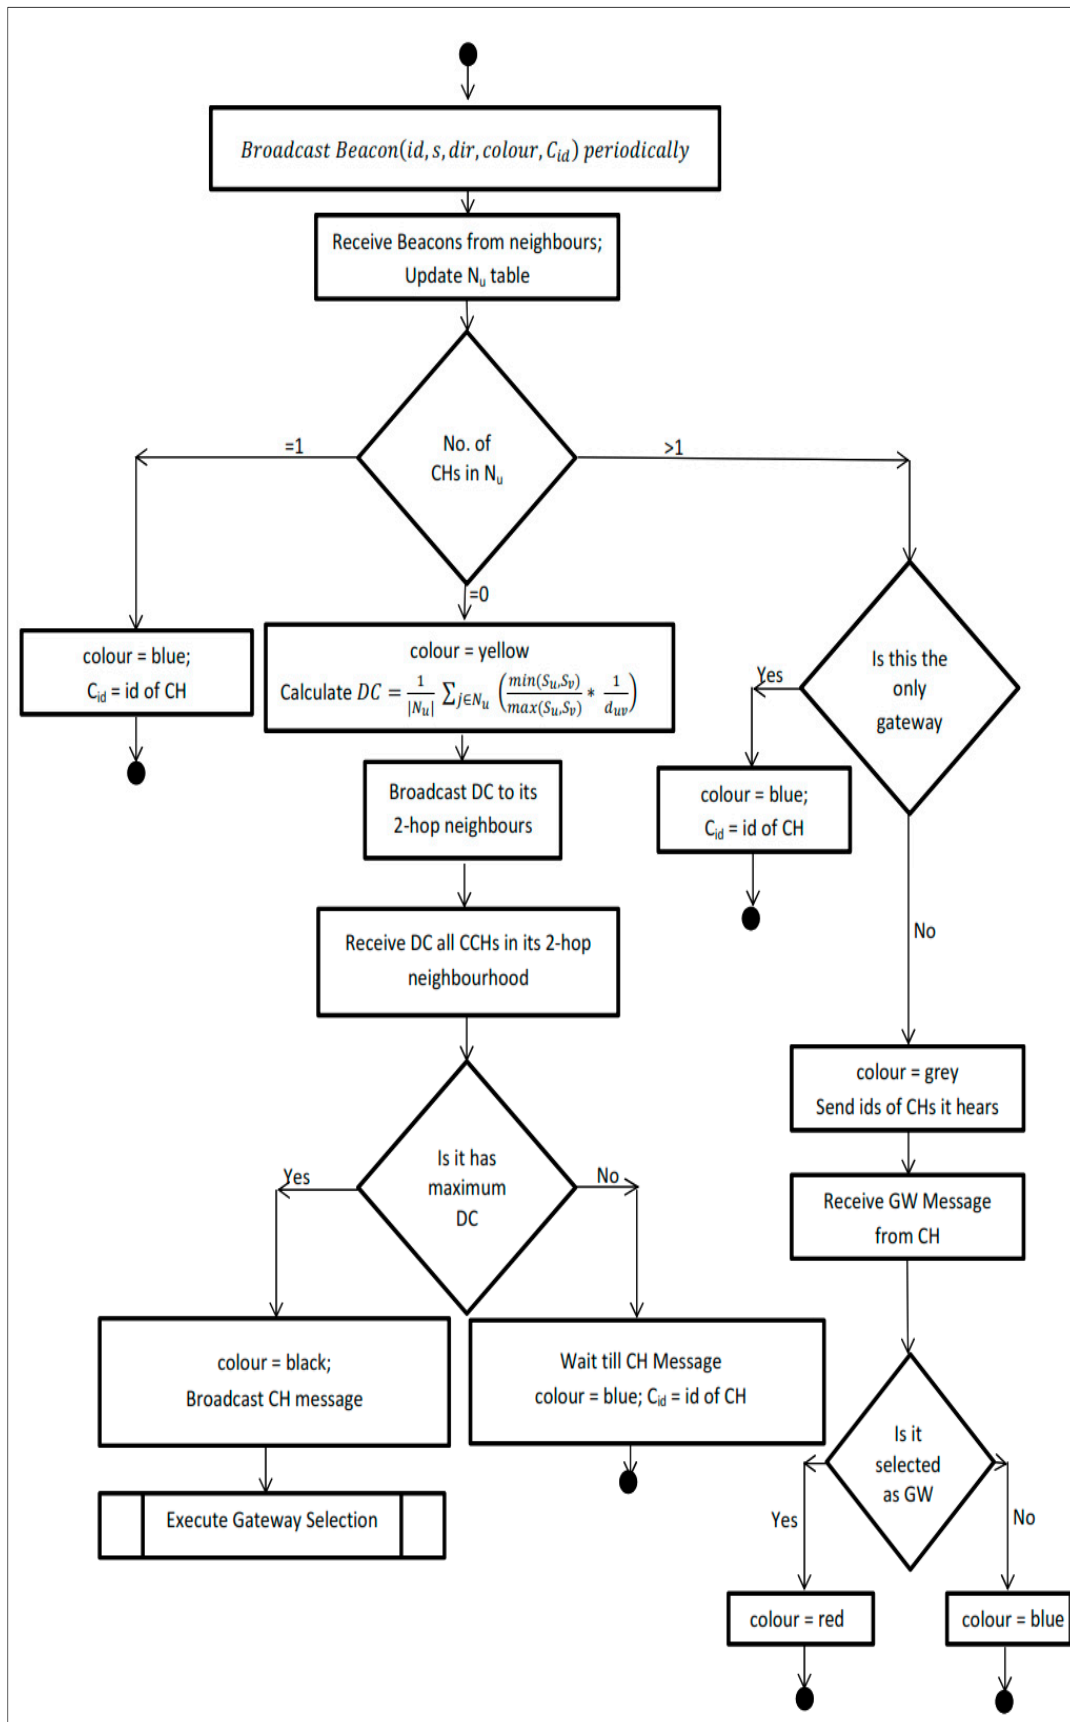 Broadcast Beacon(id, s, dir, colour, C_id) periodically
Receive Beacons from neighbours;
Update N_u table
No. of
CHs in N_u
=1
>1
=0
colour = blue;
C_id = id of CH
colour = yellow
Calculate DC = 1/|N_u| ∑_{j∈N_u} (min(S_u,S_v)/max(S_u,S_v) * 1/d_uv)
Is this the
only
gateway
Yes
colour = blue;
C_id = id of CH
Broadcast DC to its
2-hop neighbours
Receive DC all CCHs in its 2-hop
neighbourhood
No
colour = grey
Send ids of CHs it hears
Is it has
maximum
DC
Yes
No
Receive GW Message
from CH
colour = black;
Broadcast CH message
Wait till CH Message
colour = blue; C_id = id of CH
Execute Gateway Selection
Is it
selected
as GW
Yes
No
colour = red
colour = blue